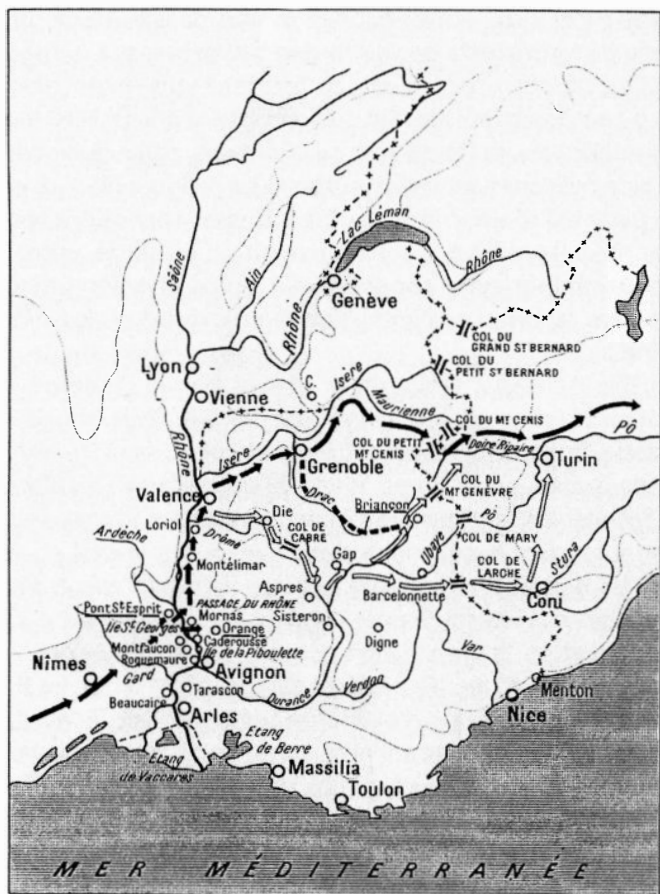 Lac Léman
Rhône
Saône
Ain
Rhône
Genève
COL DU
GRAND ST BERNARD
COL DU
PETIT ST BERNARD
Lyon
Vienne
C.
Isère
Maurienne
COL DU Mt CENIS
COL DU PETIT
Mt CENIS
Doire Ripaire
Pô
Rhône
Isère
Grenoble
Turin
Valence
Drac
Briançon
COL DU
Mt GENÈVRE
Loriol
Die
COL DE
CABRE
Drôme
Pô
Ardèche
Gap
Ubaye
COL DE MARY
COL DE
LARCHE
Stura
Montélimar
Aspres
Barcelonnette
Coni
Pont St Esprit
PASSAGE DU RHÔNE
Mornas
Sisteron
Ile St Georges
Orange
Caderousse
Montfaucon
Ile de la Piboulette
Digne
Roquemaure
Nîmes
Avignon
Var
Gard
Verdon
Menton
Tarascon
Durance
Beaucaire
Nice
Arles
Etang
de Berre
Etang
de Vaccarès
Massilia
Toulon
MER MÉDITERRANÉE